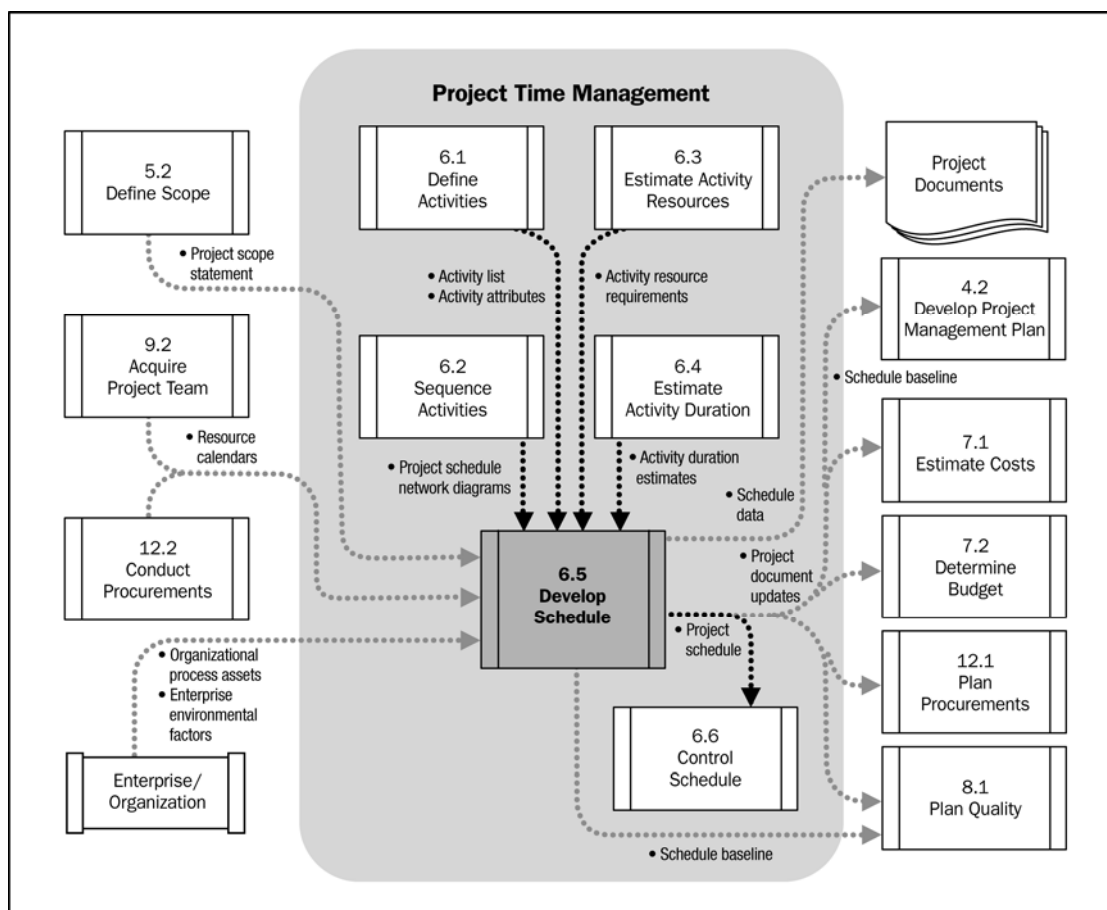 Project Time Management
5.2
Define Scope
• Project scope
statement
9.2
Acquire
Project Team
• Resource
calendars
12.2
Conduct
Procurements
• Organizational
process assets
• Enterprise
environmental
factors
Enterprise/
Organization
6.1
Define
Activities
• Activity list
• Activity attributes
6.3
Estimate Activity
Resources
• Activity resource
requirements
6.2
Sequence
Activities
• Project schedule
network diagrams
6.4
Estimate
Activity Duration
• Activity duration
estimates
6.5
Develop
Schedule
• Schedule
data
• Project
document
updates
• Project
schedule
6.6
Control
Schedule
• Schedule baseline
Project
Documents
4.2
Develop Project
Management Plan
• Schedule baseline
7.1
Estimate Costs
7.2
Determine
Budget
12.1
Plan
Procurements
8.1
Plan Quality